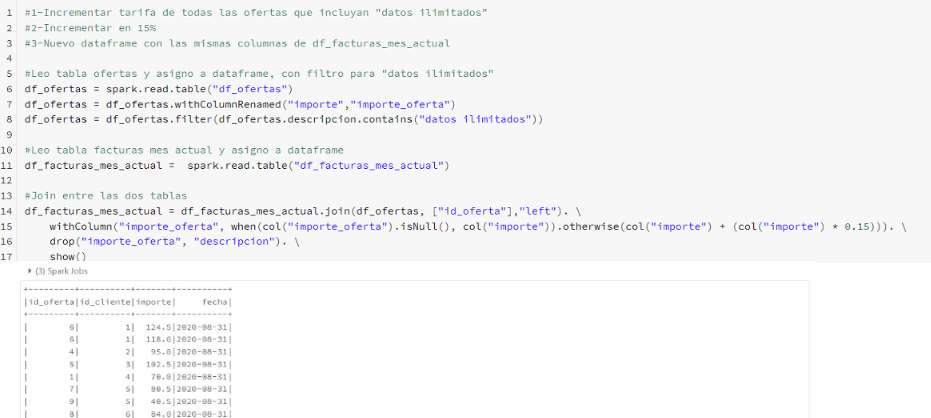 1 #1-Incrementar tarifa de todas las ofertas que incluyan "datos ilimitados"
2 #2-Incrementar en 15%
3 #3-Nuevo dataframe con las mismas columnas de df_facturas_mes_actual
4
5 #Leo tabla ofertas y asigno a dataframe, con filtro para "datos ilimitados"
6 df_ofertas = spark.read.table("df_ofertas")
7 df_ofertas = df_ofertas.withColumnRenamed("importe","importe_oferta")
8 df_ofertas = df_ofertas.filter(df_ofertas.descripcion.contains("datos ilimitados"))
9
10 #Leo tabla facturas mes actual y asigno a dataframe
11 df_facturas_mes_actual =  spark.read.table("df_facturas_mes_actual")
12
13 #Join entre las dos tablas
14 df_facturas_mes_actual = df_facturas_mes_actual.join(df_ofertas, ["id_oferta"],"left"). \
15     withColumn("importe_oferta", when(col("importe_oferta").isNull(), col("importe")).otherwise(col("importe") + (col("importe") * 0.15))). \
16     drop("importe_oferta", "descripcion"). \
17     show()
(3) Spark Jobs
+---------+----------+-------+----------+
|id_oferta|id_cliente|importe|     fecha|
+---------+----------+-------+----------+
|        6|         1|  124.5|2020-08-31|
|        6|         1|  118.6|2020-08-31|
|        4|         2|   95.0|2020-08-31|
|        5|         3|  102.5|2020-08-31|
|        1|         4|   70.0|2020-08-31|
|        7|         5|   80.5|2020-08-31|
|        9|         5|   40.5|2020-08-31|
|        8|         6|   84.0|2020-08-31|